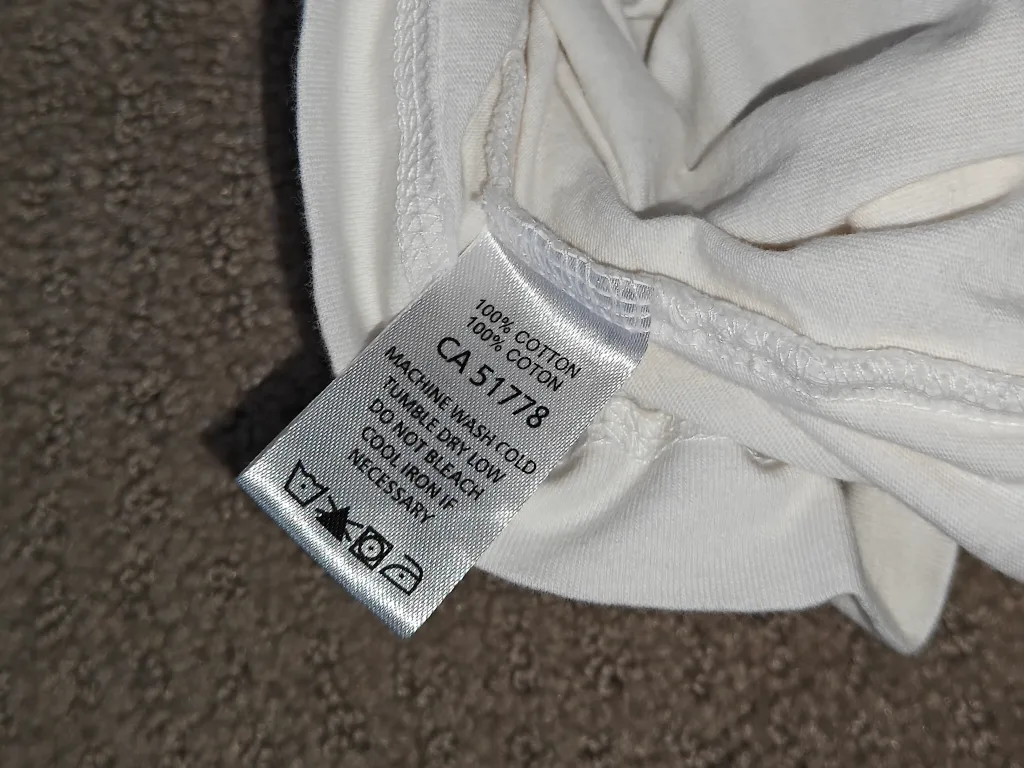 100% COTTON
100% COTON
CA 51778
MACHINE WASH COLD
TUMBLE DRY LOW
DO NOT BLEACH
COOL IRON IF
NECESSARY